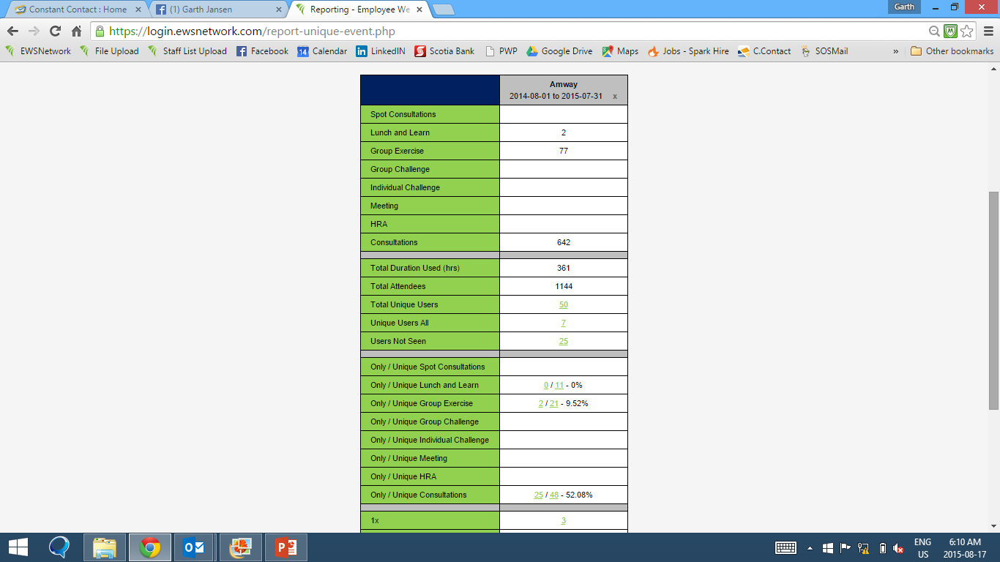 Constant Contact : Home
(1) Garth Jansen
Reporting - Employee We
Garth
https://login.ewsnetwork.com/report-unique-event.php
EWSNetwork File Upload Staff List Upload Facebook 14 Calendar LinkedIN Scotia Bank PWP Google Drive Maps Jobs - Spark Hire C.Contact SOSMail » Other bookmarks
Amway
2014-08-01 to 2015-07-31 x
Spot Consultations
Lunch and Learn 2
Group Exercise 77
Group Challenge
Individual Challenge
Meeting
HRA
Consultations 642
Total Duration Used (hrs) 361
Total Attendees 1144
Total Unique Users 50
Unique Users All 7
Users Not Seen 25
Only / Unique Spot Consultations
Only / Unique Lunch and Learn 0 / 11 - 0%
Only / Unique Group Exercise 2 / 21 - 9.52%
Only / Unique Group Challenge
Only / Unique Individual Challenge
Only / Unique Meeting
Only / Unique HRA
Only / Unique Consultations 25 / 48 - 52.08%
1x 3
ENG 6:10 AM
US 2015-08-17